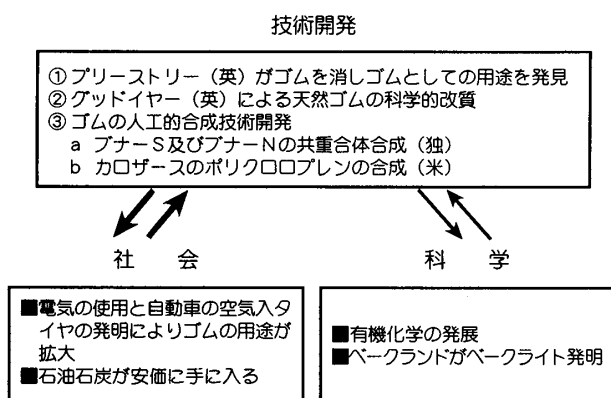 技術開発
①プリーストリー（英）がゴムを消しゴムとしての用途を発見
②グッドイヤー（英）による天然ゴムの科学的改質
③ゴムの人工的合成技術開発
a ブナーS及びブナーNの共重合体合成（独）
b カロザースのポリクロロプレンの合成（米）
社 会
■電気の使用と自動車の空気入タ
イヤの発明によりゴムの用途が
拡大
■石油石炭が安価に手に入る
科 学
■有機化学の発展
■ベークランドがベークライト発明